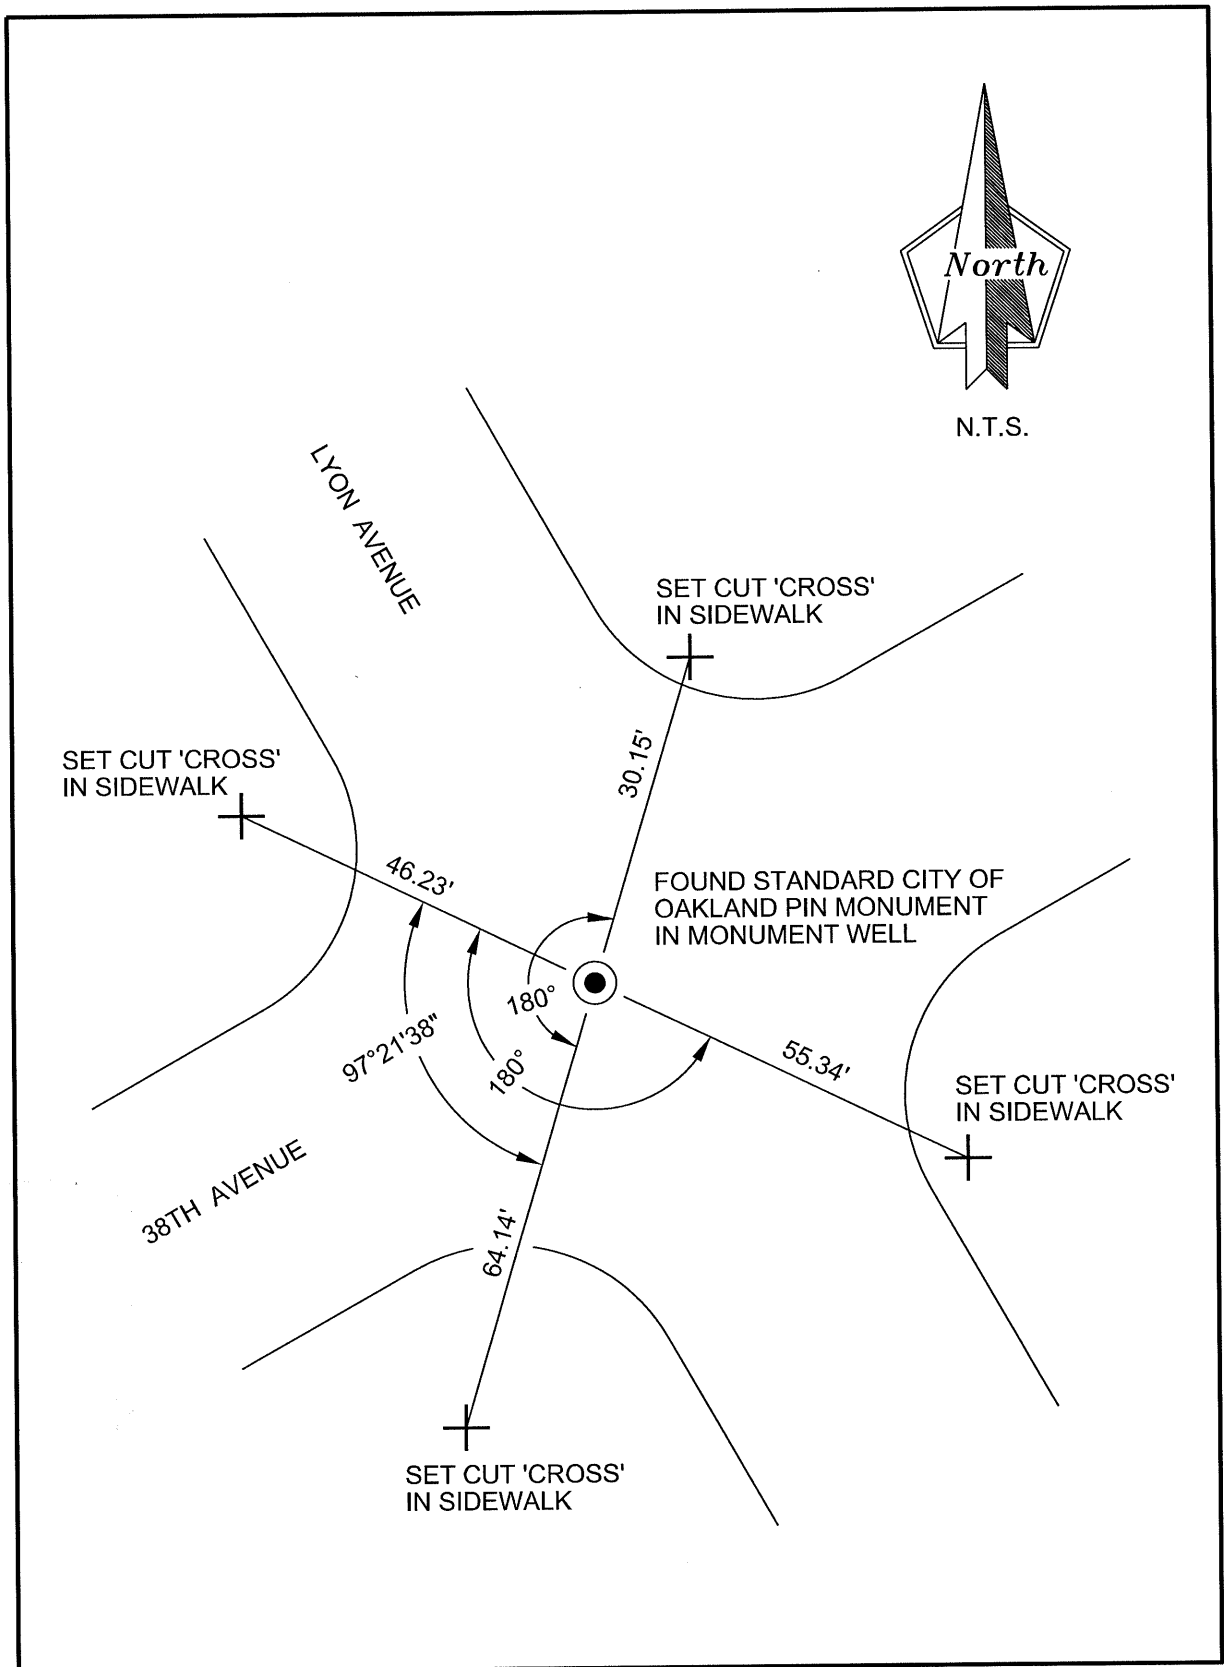 North
N.T.S.
LYON AVENUE
SET CUT 'CROSS'
IN SIDEWALK
30.15'
SET CUT 'CROSS'
IN SIDEWALK
46.23'
FOUND STANDARD CITY OF
OAKLAND PIN MONUMENT
IN MONUMENT WELL
180°
97°21'38"
180°
55.34'
SET CUT 'CROSS'
IN SIDEWALK
38TH AVENUE
64.14'
SET CUT 'CROSS'
IN SIDEWALK